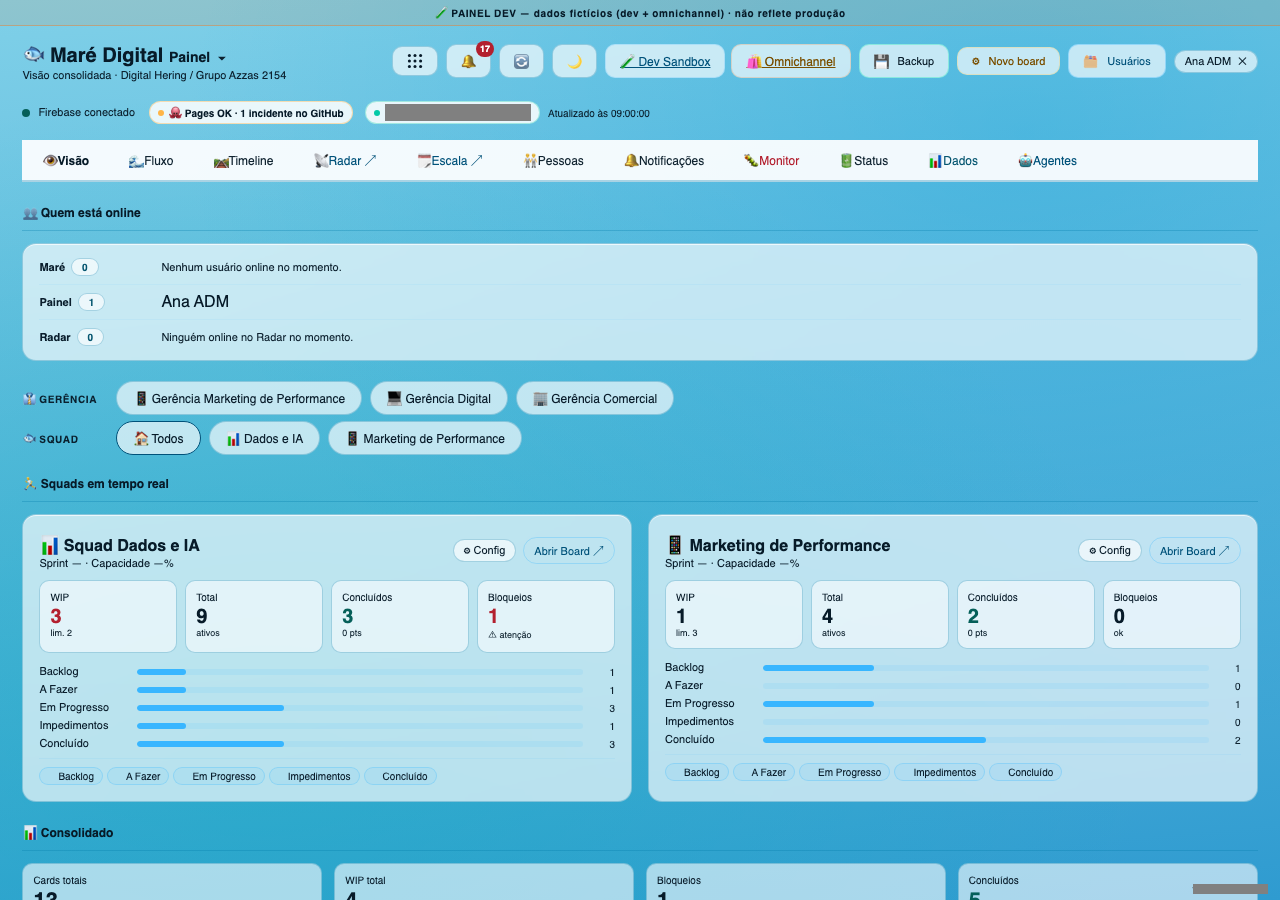 PAINEL DEV — dados fictícios (dev + omnichannel) · não reflete produção
Maré Digital Painel
Visão consolidada · Digital Hering / Grupo Azzas 2154
17
Dev Sandbox
Omnichannel
Backup
Novo board
Usuários
Ana ADM ✕
Firebase conectado
Pages OK · 1 incidente no GitHub
Atualizado às 09:00:00
Visão
Fluxo
Timeline
Radar ↗
Escala ↗
Pessoas
Notificações
Monitor
Status
Dados
Agentes
Quem está online
Maré 0 Nenhum usuário online no momento.
Painel 1 Ana ADM
Radar 0 Ninguém online no Radar no momento.
GERÊNCIA
Gerência Marketing de Performance
Gerência Digital
Gerência Comercial
SQUAD
Todos
Dados e IA
Marketing de Performance
Squads em tempo real
Squad Dados e IA
Sprint — · Capacidade —%
Config
Abrir Board ↗
WIP
3
lim. 2
Total
9
ativos
Concluídos
3
0 pts
Bloqueios
1
⚠ atenção
Backlog 1
A Fazer 1
Em Progresso 3
Impedimentos 1
Concluído 3
Backlog
A Fazer
Em Progresso
Impedimentos
Concluído
Marketing de Performance
Sprint — · Capacidade —%
Config
Abrir Board ↗
WIP
1
lim. 3
Total
4
ativos
Concluídos
2
0 pts
Bloqueios
0
ok
Backlog 1
A Fazer 0
Em Progresso 1
Impedimentos 0
Concluído 2
Backlog
A Fazer
Em Progresso
Impedimentos
Concluído
Consolidado
Cards totais
13
WIP total
4
Bloqueios
1
Concluídos
5